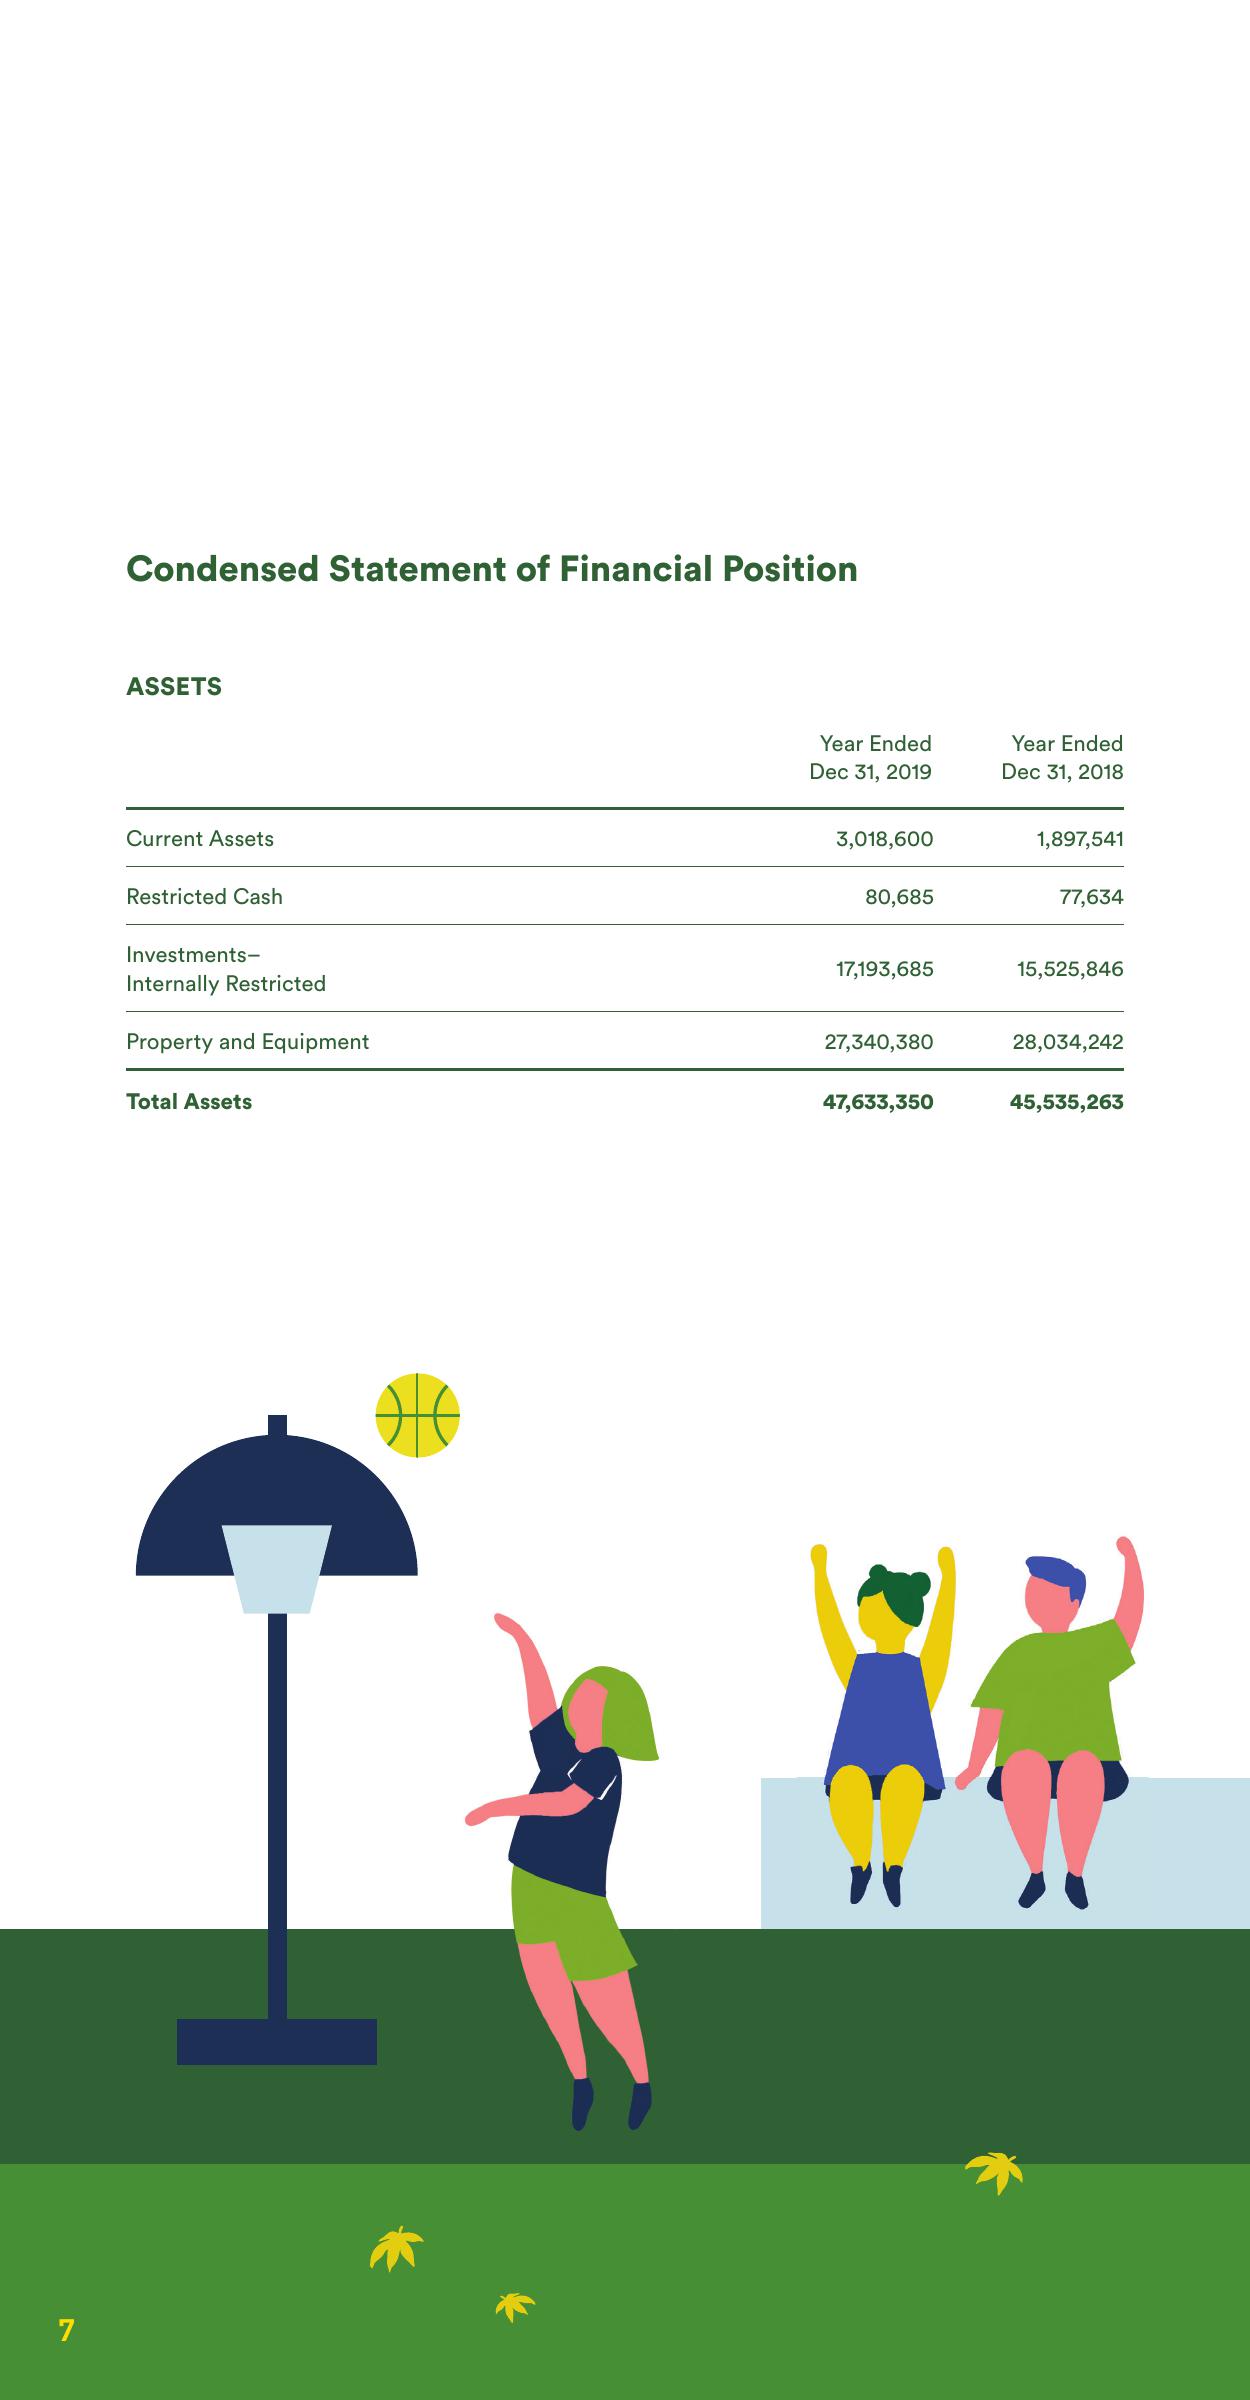 Condensed Statement of Financial Position
ASSETS
Year Ended Year Ended
Dec 31, 2019 Dec 31, 2018
Current Assets 3,018,600 1,897,541
Restricted Cash 80,685 77,634
Investments–
Internally Restricted 17,193,685 15,525,846
Property and Equipment 27,340,380 28,034,242
Total Assets 47,633,350 45,535,263
7